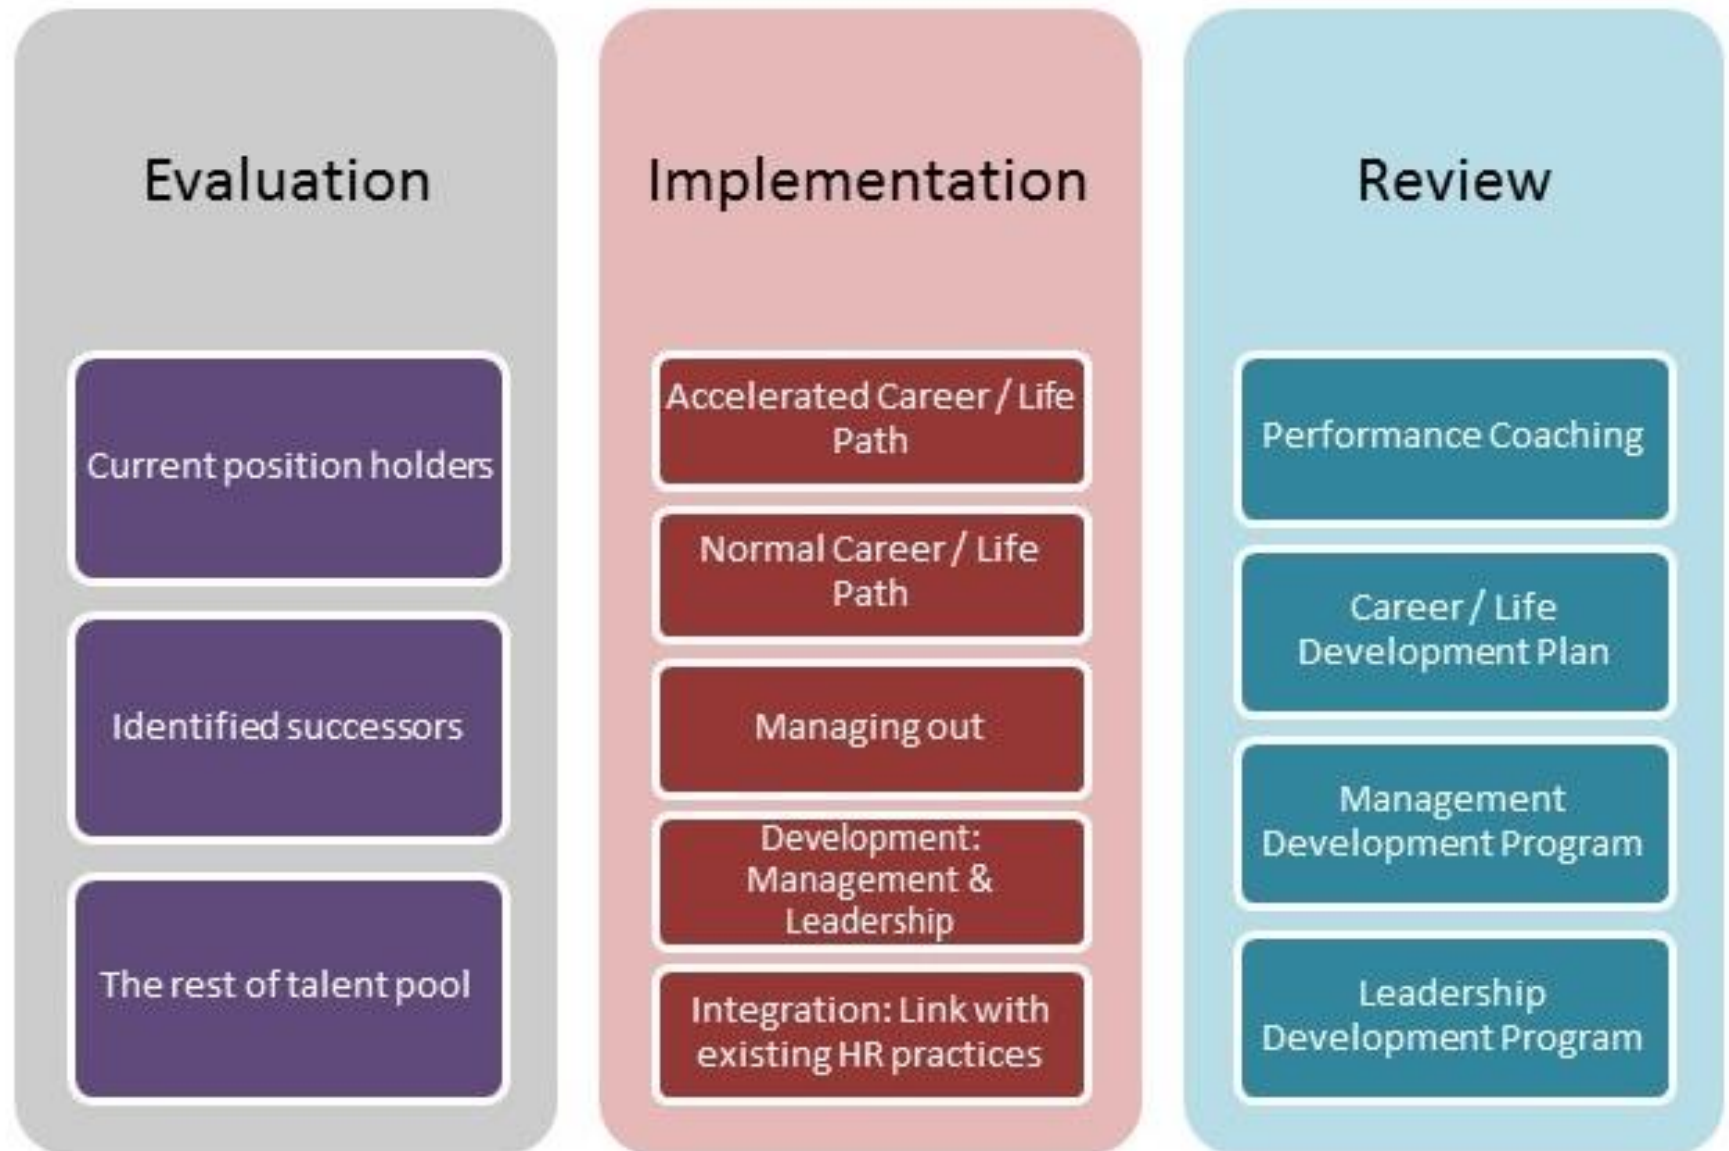 Evaluation
Current position holders
Identified successors
The rest of talent pool
Implementation
Accelerated Career / Life
Path
Normal Career / Life
Path
Managing out
Development:
Management &
Leadership
Integration: Link with
existing HR practices
Review
Performance Coaching
Career / Life
Development Plan
Management
Development Program
Leadership
Development Program